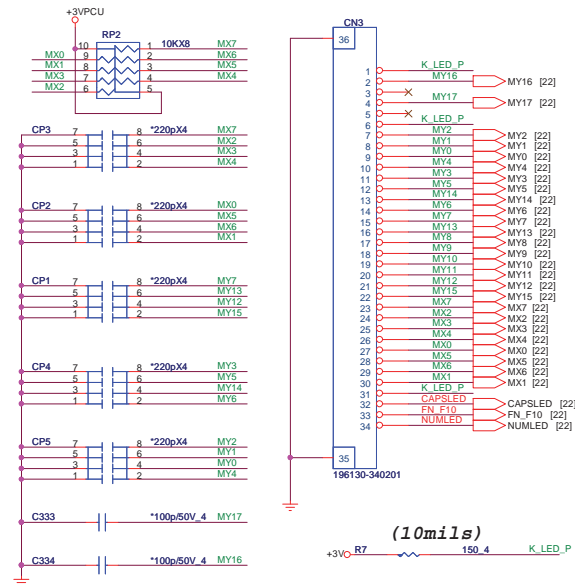 +3VPCU
RP2
10 10KX8 1 MX7
MX0 9 2 MX6
MX1 8 3 MX5
MX3 7 4 MX4
MX2 6 5
CP3 7 8 *220pX4 MX7
5 6 MX2
3 4 MX3
1 2 MX4
CP2 7 8 *220pX4 MX0
5 6 MX5
3 4 MX6
1 2 MX1
CP1 7 8 *220pX4 MY7
5 6 MY13
3 4 MY12
1 2 MY15
CP4 7 8 *220pX4 MY3
5 6 MY5
3 4 MY14
1 2 MY6
CP5 7 8 *220pX4 MY2
5 6 MY1
3 4 MY0
1 2 MY4
C333 *100p/50V_4 MY17
C334 *100p/50V_4 MY16
CN3
36
1 K_LED_P
2 MY16 MY16 [22]
3
4 MY17 MY17 [22]
5
6 K_LED_P
7 MY2 MY2 [22]
8 MY1 MY1 [22]
9 MY0 MY0 [22]
10 MY4 MY4 [22]
11 MY3 MY3 [22]
12 MY5 MY5 [22]
13 MY14 MY14 [22]
14 MY6 MY6 [22]
15 MY7 MY7 [22]
16 MY13 MY13 [22]
17 MY8 MY8 [22]
18 MY9 MY9 [22]
19 MY10 MY10 [22]
20 MY11 MY11 [22]
21 MY12 MY12 [22]
22 MY15 MY15 [22]
23 MX7 MX7 [22]
24 MX2 MX2 [22]
25 MX3 MX3 [22]
26 MX4 MX4 [22]
27 MX0 MX0 [22]
28 MX5 MX5 [22]
29 MX6 MX6 [22]
30 MX1 MX1 [22]
31 K_LED_P
32 CAPSLED CAPSLED [22]
33 FN_F10 FN_F10 [22]
34 NUMLED NUMLED [22]
35
196130-340201
(10mils)
+3V R7 150_4 K_LED_P